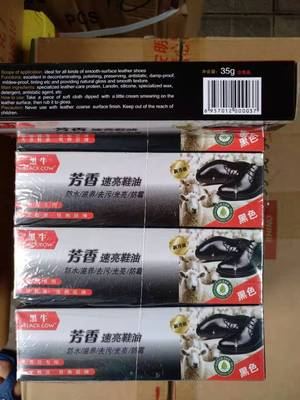 Scope of application: ideal for all kinds of smooth-surface leather shoes
Functions: excellent in decontaminating, polishing, preserving, antistatic, damp-proof,
mildew-proof, tinting etc and providing natural gloss and smooth texture.
Main ingredients: specialized leather-care protein, Lanolin, silicone, specialized wax,
detergent, antistatic agent, etc
How to use: Take a piece of soft cloth dipped with a little cream smearing on the
leather surface, then rub it to gloss.
Precaution: Never use with leather coarse surface finish. Keep out of the reach of
children.
净含量: 35g
6957012000057
黑牛
BLACK COW
芳香 速亮鞋油
防水/滋养/去污/光亮/防霉
黑色
黑牛
BLACK COW
芳香 速亮鞋油
防水/滋养/去污/光亮/防霉
黑色
黑牛
BLACK COW
芳香 速亮鞋油
防水/滋养/去污/光亮/防霉
黑色